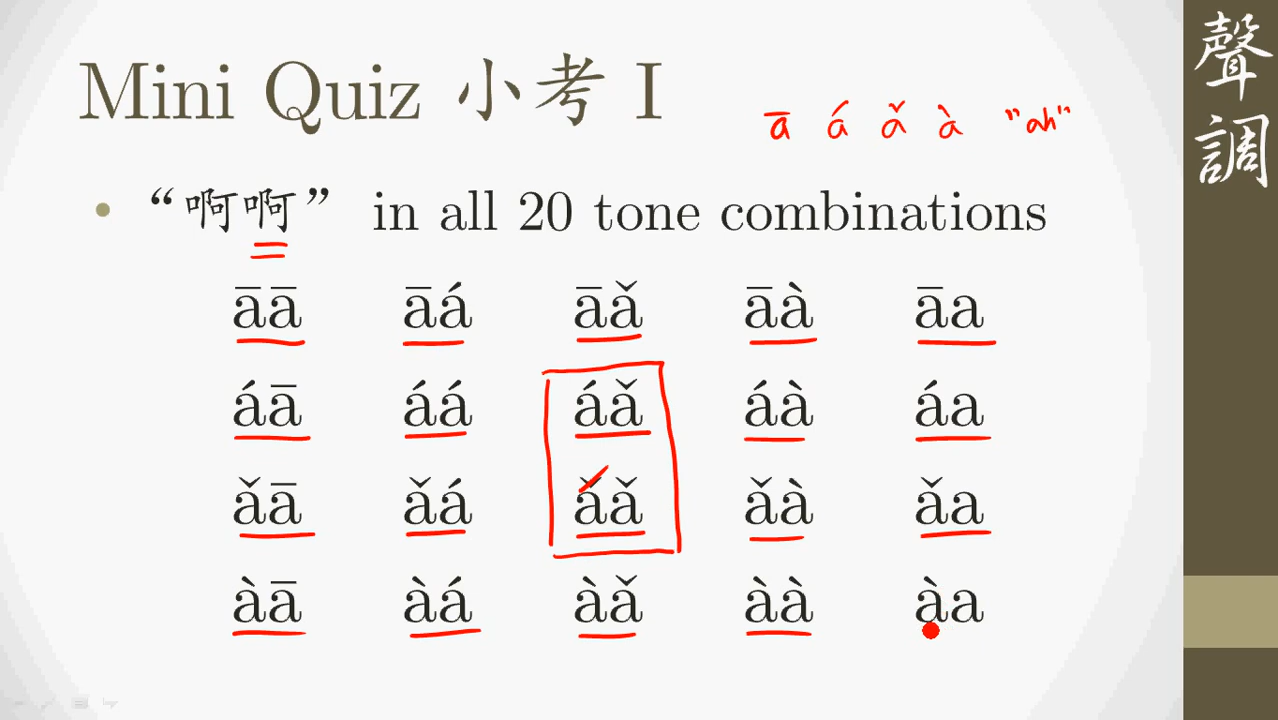 Mini Quiz 小考 I
ā á ǎ à "ah"
• “啊啊” in all 20 tone combinations
āā āá āǎ āà āa
áā áá áǎ áà áa
ǎā ǎá ǎǎ ǎà ǎa
àā àá àǎ àà àa
聲調